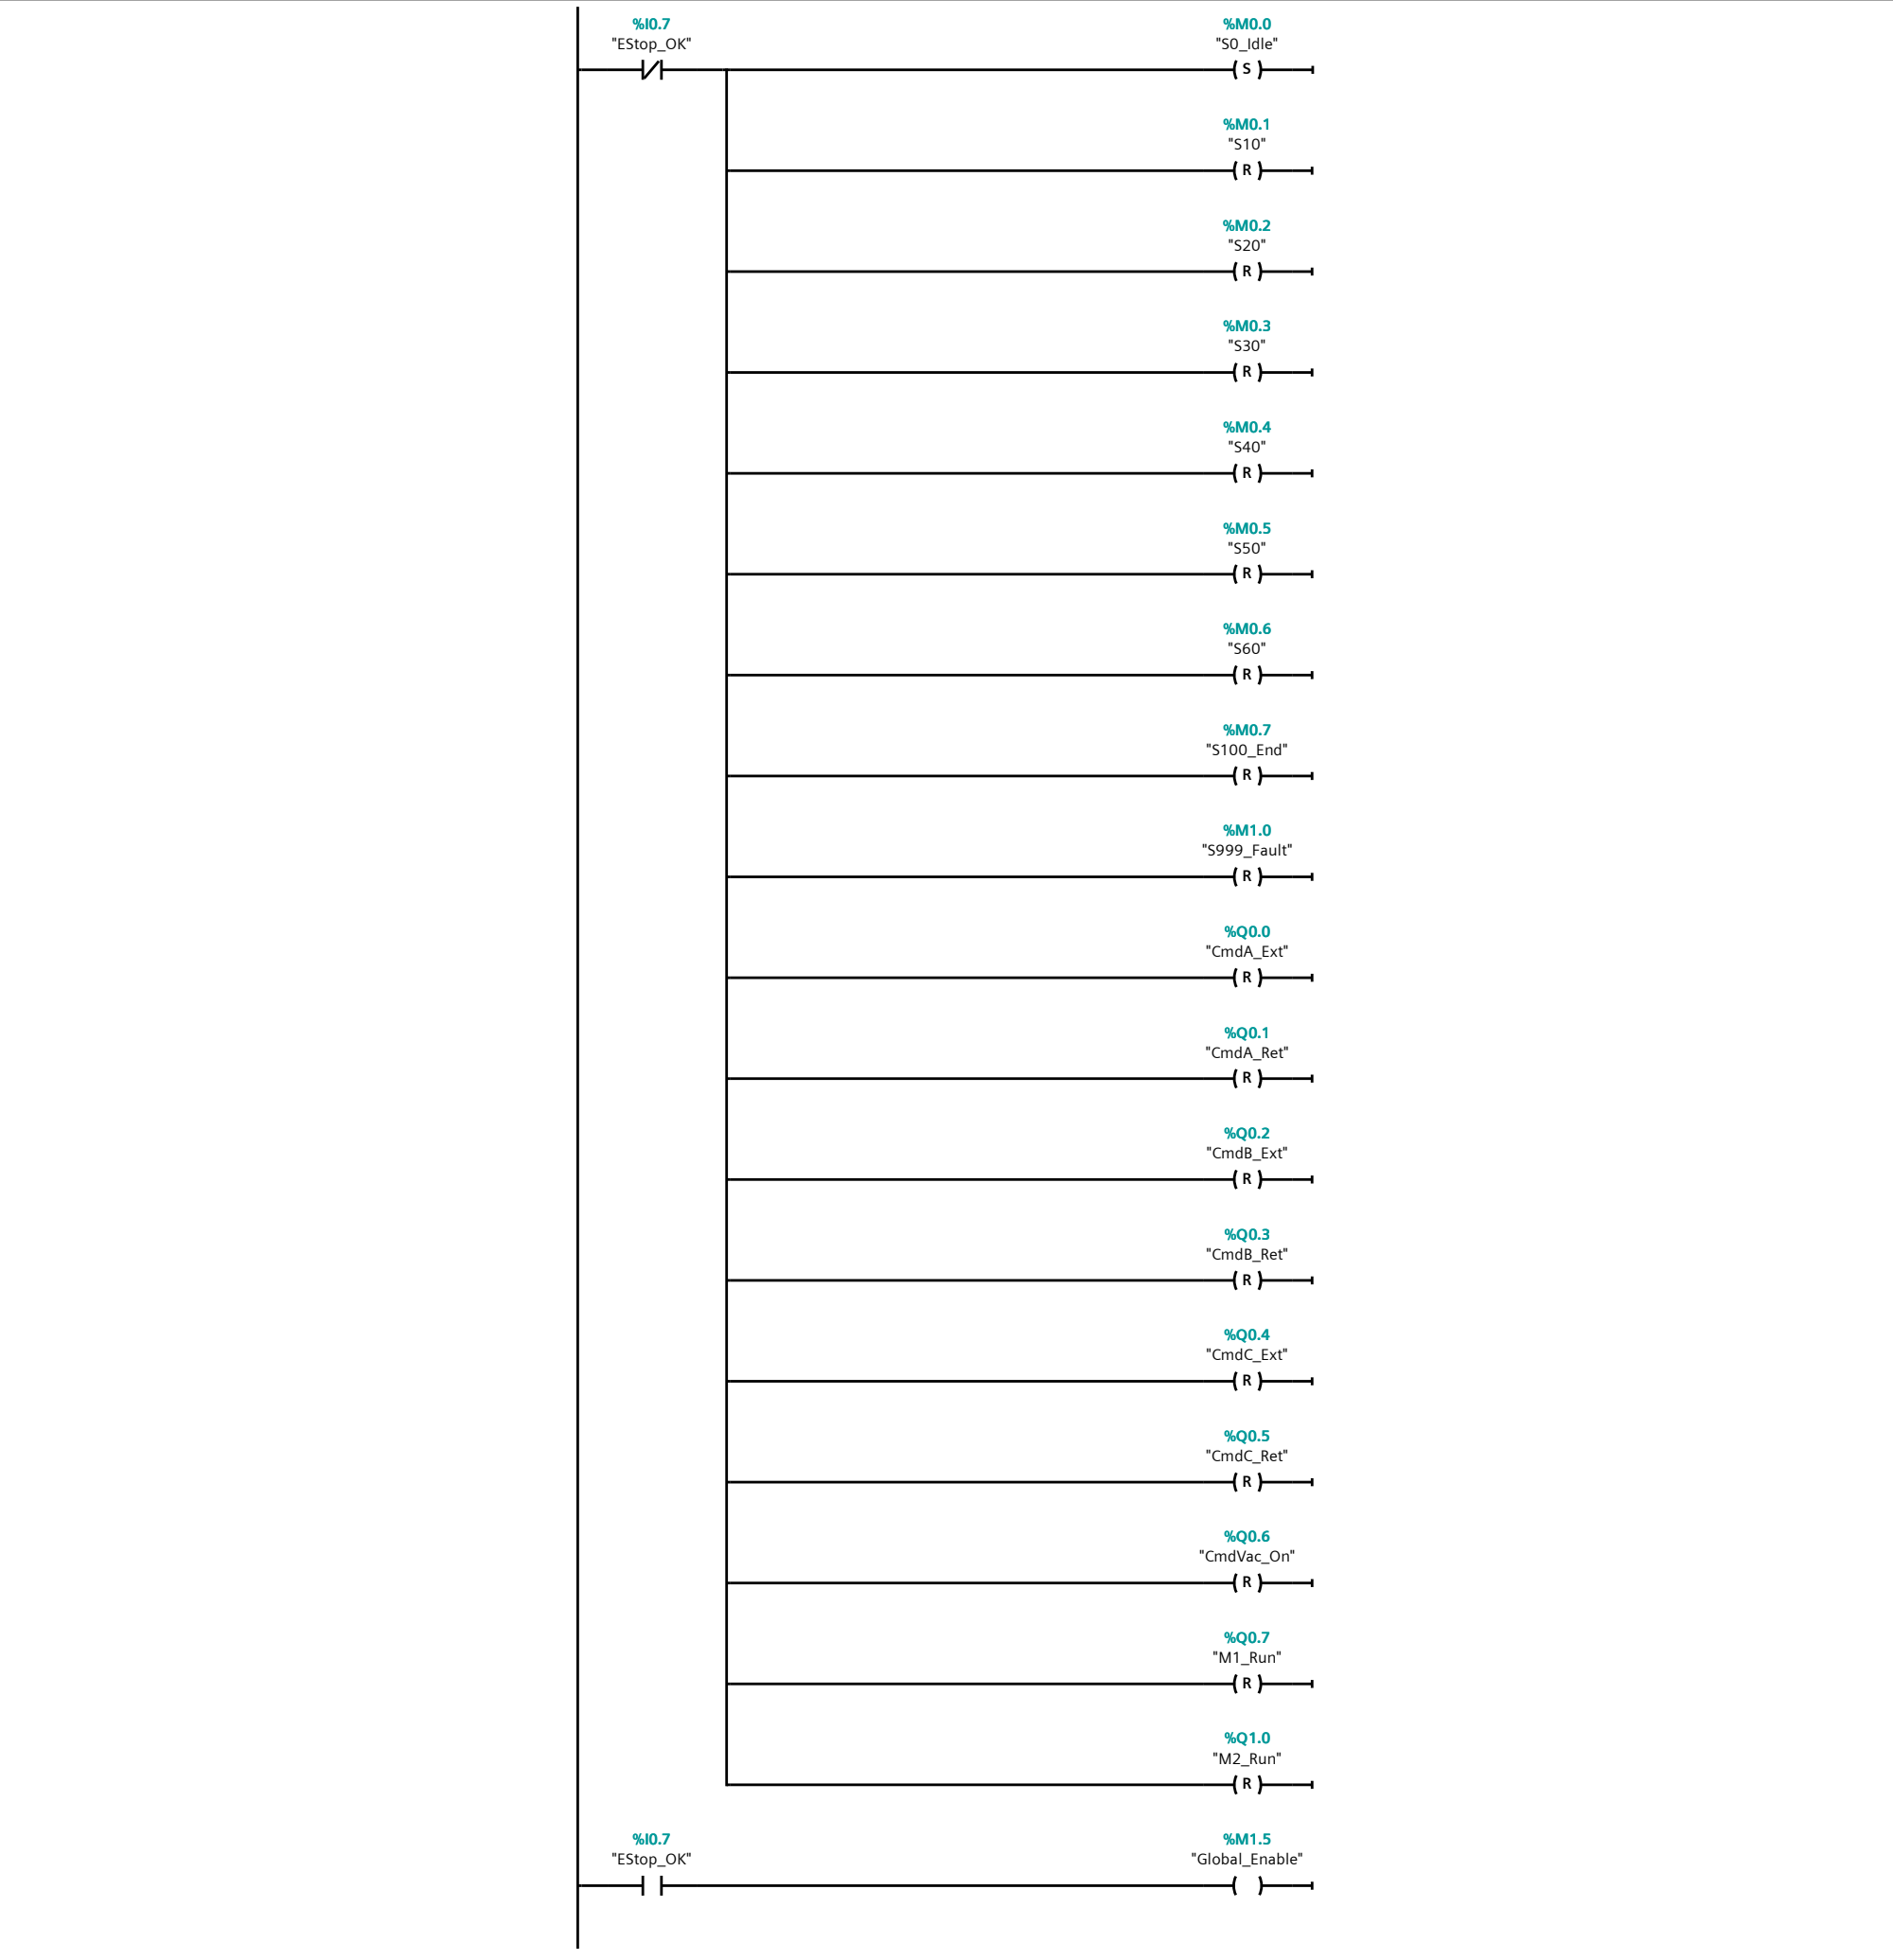 %I0.7
"EStop_OK"
%M0.0
"S0_Idle"
( S )
%M0.1
"S10"
( R )
%M0.2
"S20"
( R )
%M0.3
"S30"
( R )
%M0.4
"S40"
( R )
%M0.5
"S50"
( R )
%M0.6
"S60"
( R )
%M0.7
"S100_End"
( R )
%M1.0
"S999_Fault"
( R )
%Q0.0
"CmdA_Ext"
( R )
%Q0.1
"CmdA_Ret"
( R )
%Q0.2
"CmdB_Ext"
( R )
%Q0.3
"CmdB_Ret"
( R )
%Q0.4
"CmdC_Ext"
( R )
%Q0.5
"CmdC_Ret"
( R )
%Q0.6
"CmdVac_On"
( R )
%Q0.7
"M1_Run"
( R )
%Q1.0
"M2_Run"
( R )
%I0.7
"EStop_OK"
%M1.5
"Global_Enable"
( )